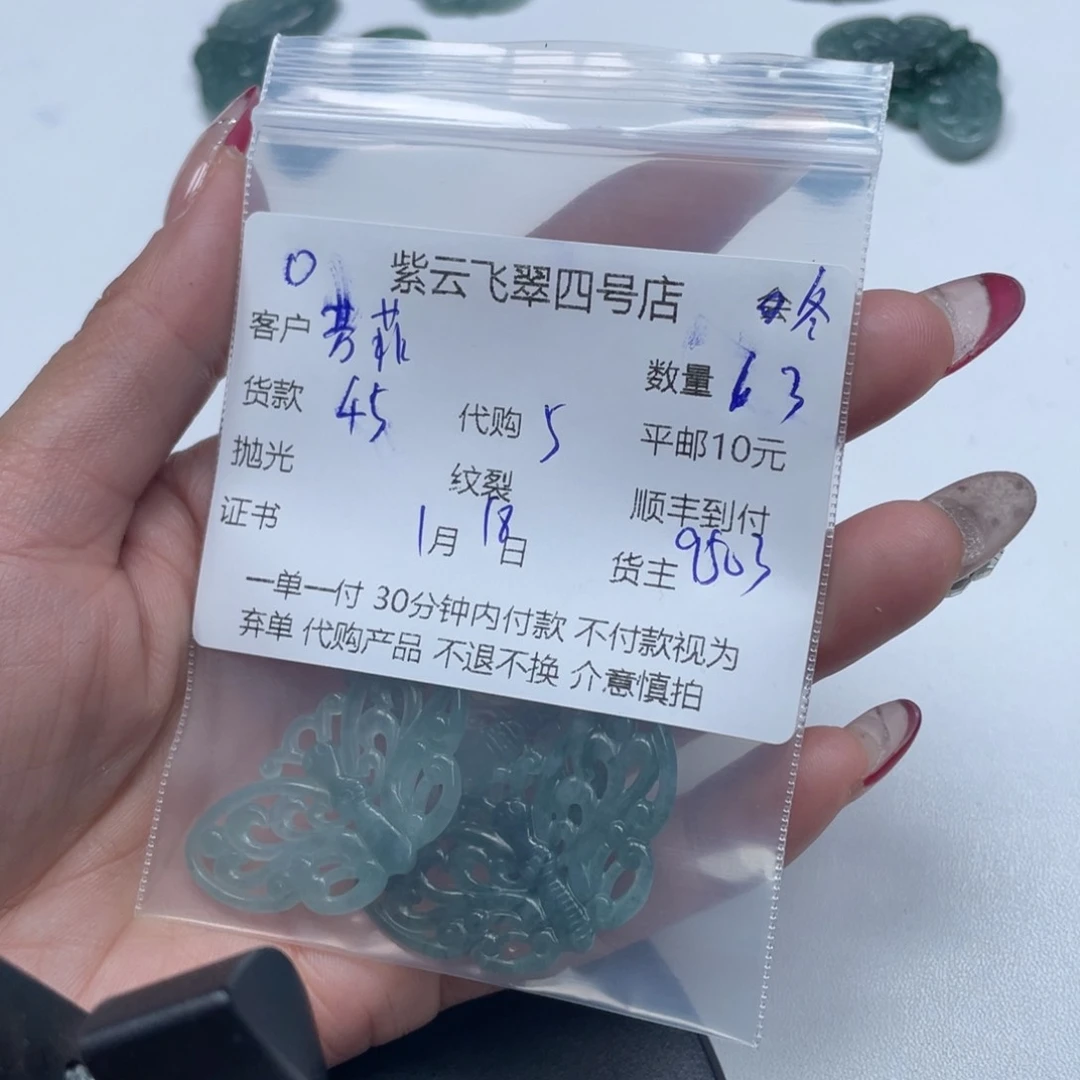 0 紫云飞翠四号店 冬
客户 芳菲 数量 63
货款 45 代购 5 平邮10元
抛光 纹裂 顺丰到付
证书 1月18日 货主 9503
一单一付 30分钟内付款 不付款视为
弃单 代购产品 不退不换 介意慎拍